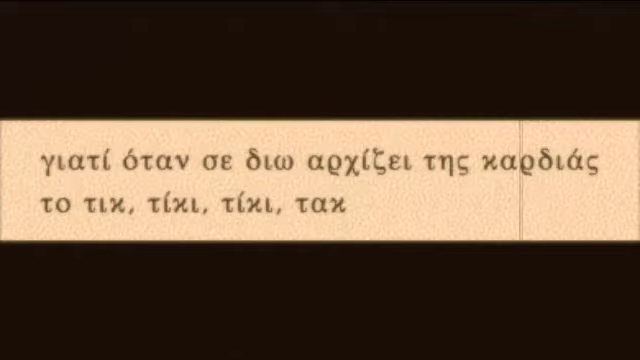 γιατί όταν σε διω αρχίζει της καρδιάς
το τικ, τίκι, τίκι, τακ